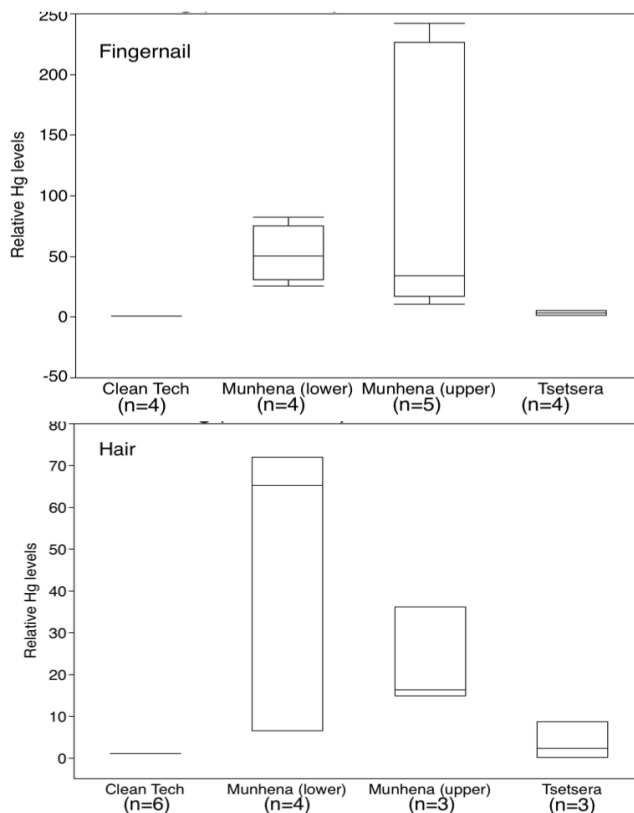 250
Fingernail
200
150
100
50
0
-50
Relative Hg levels
Clean Tech Munhena (lower) Munhena (upper) Tsetsera
(n=4) (n=4) (n=5) (n=4)
80
Hair
70
60
50
40
30
20
10
0
Relative Hg levels
Clean Tech Munhena (lower) Munhena (upper) Tsetsera
(n=6) (n=4) (n=3) (n=3)